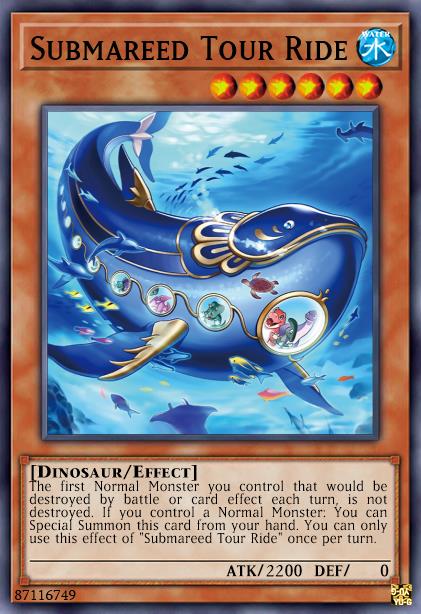 SUBMAREED TOUR RIDE
WATER
水
[DINOSAUR/EFFECT]
The first Normal Monster you control that would be
destroyed by battle or card effect each turn, is not
destroyed. If you control a Normal Monster: You can
Special Summon this card from your hand. You can only
use this effect of "Submareed Tour Ride" once per turn.
ATK/2200 DEF/ 0
87116749